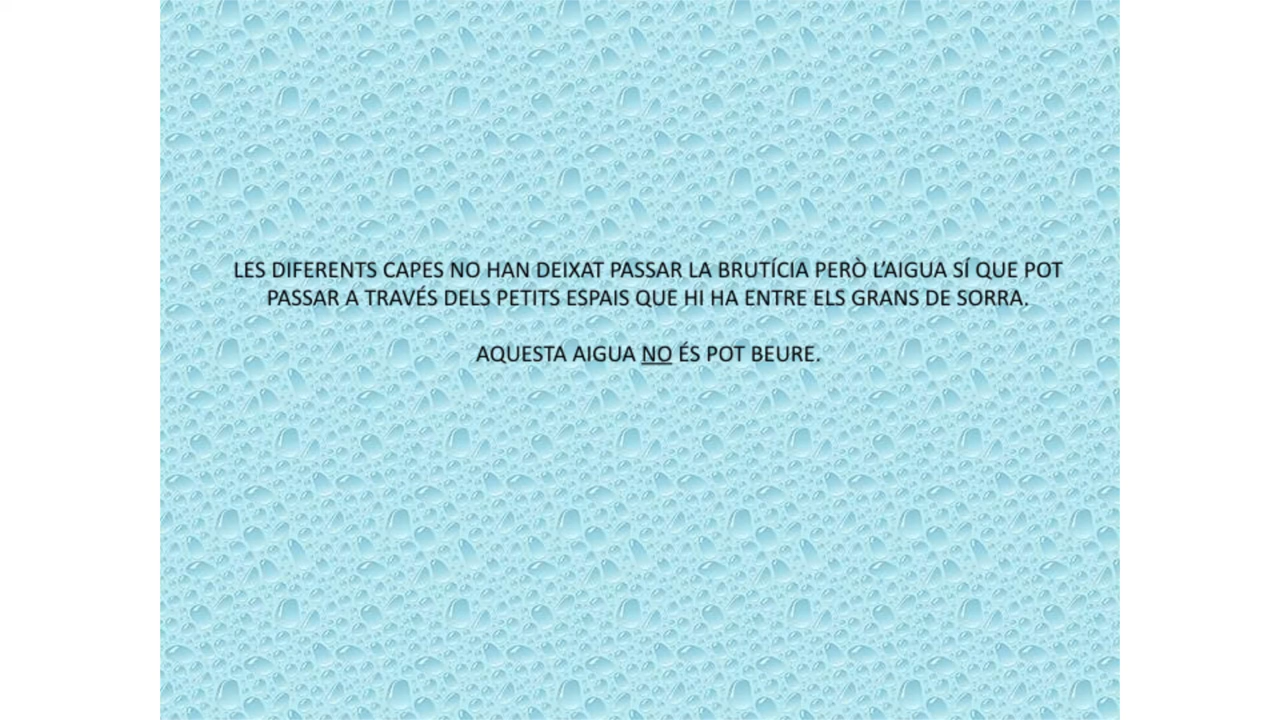 LES DIFERENTS CAPES NO HAN DEIXAT PASSAR LA BRUTÍCIA PERÒ L’AIGUA SÍ QUE POT
PASSAR A TRAVÉS DELS PETITS ESPAIS QUE HI HA ENTRE ELS GRANS DE SORRA.
AQUESTA AIGUA NO ÉS POT BEURE.